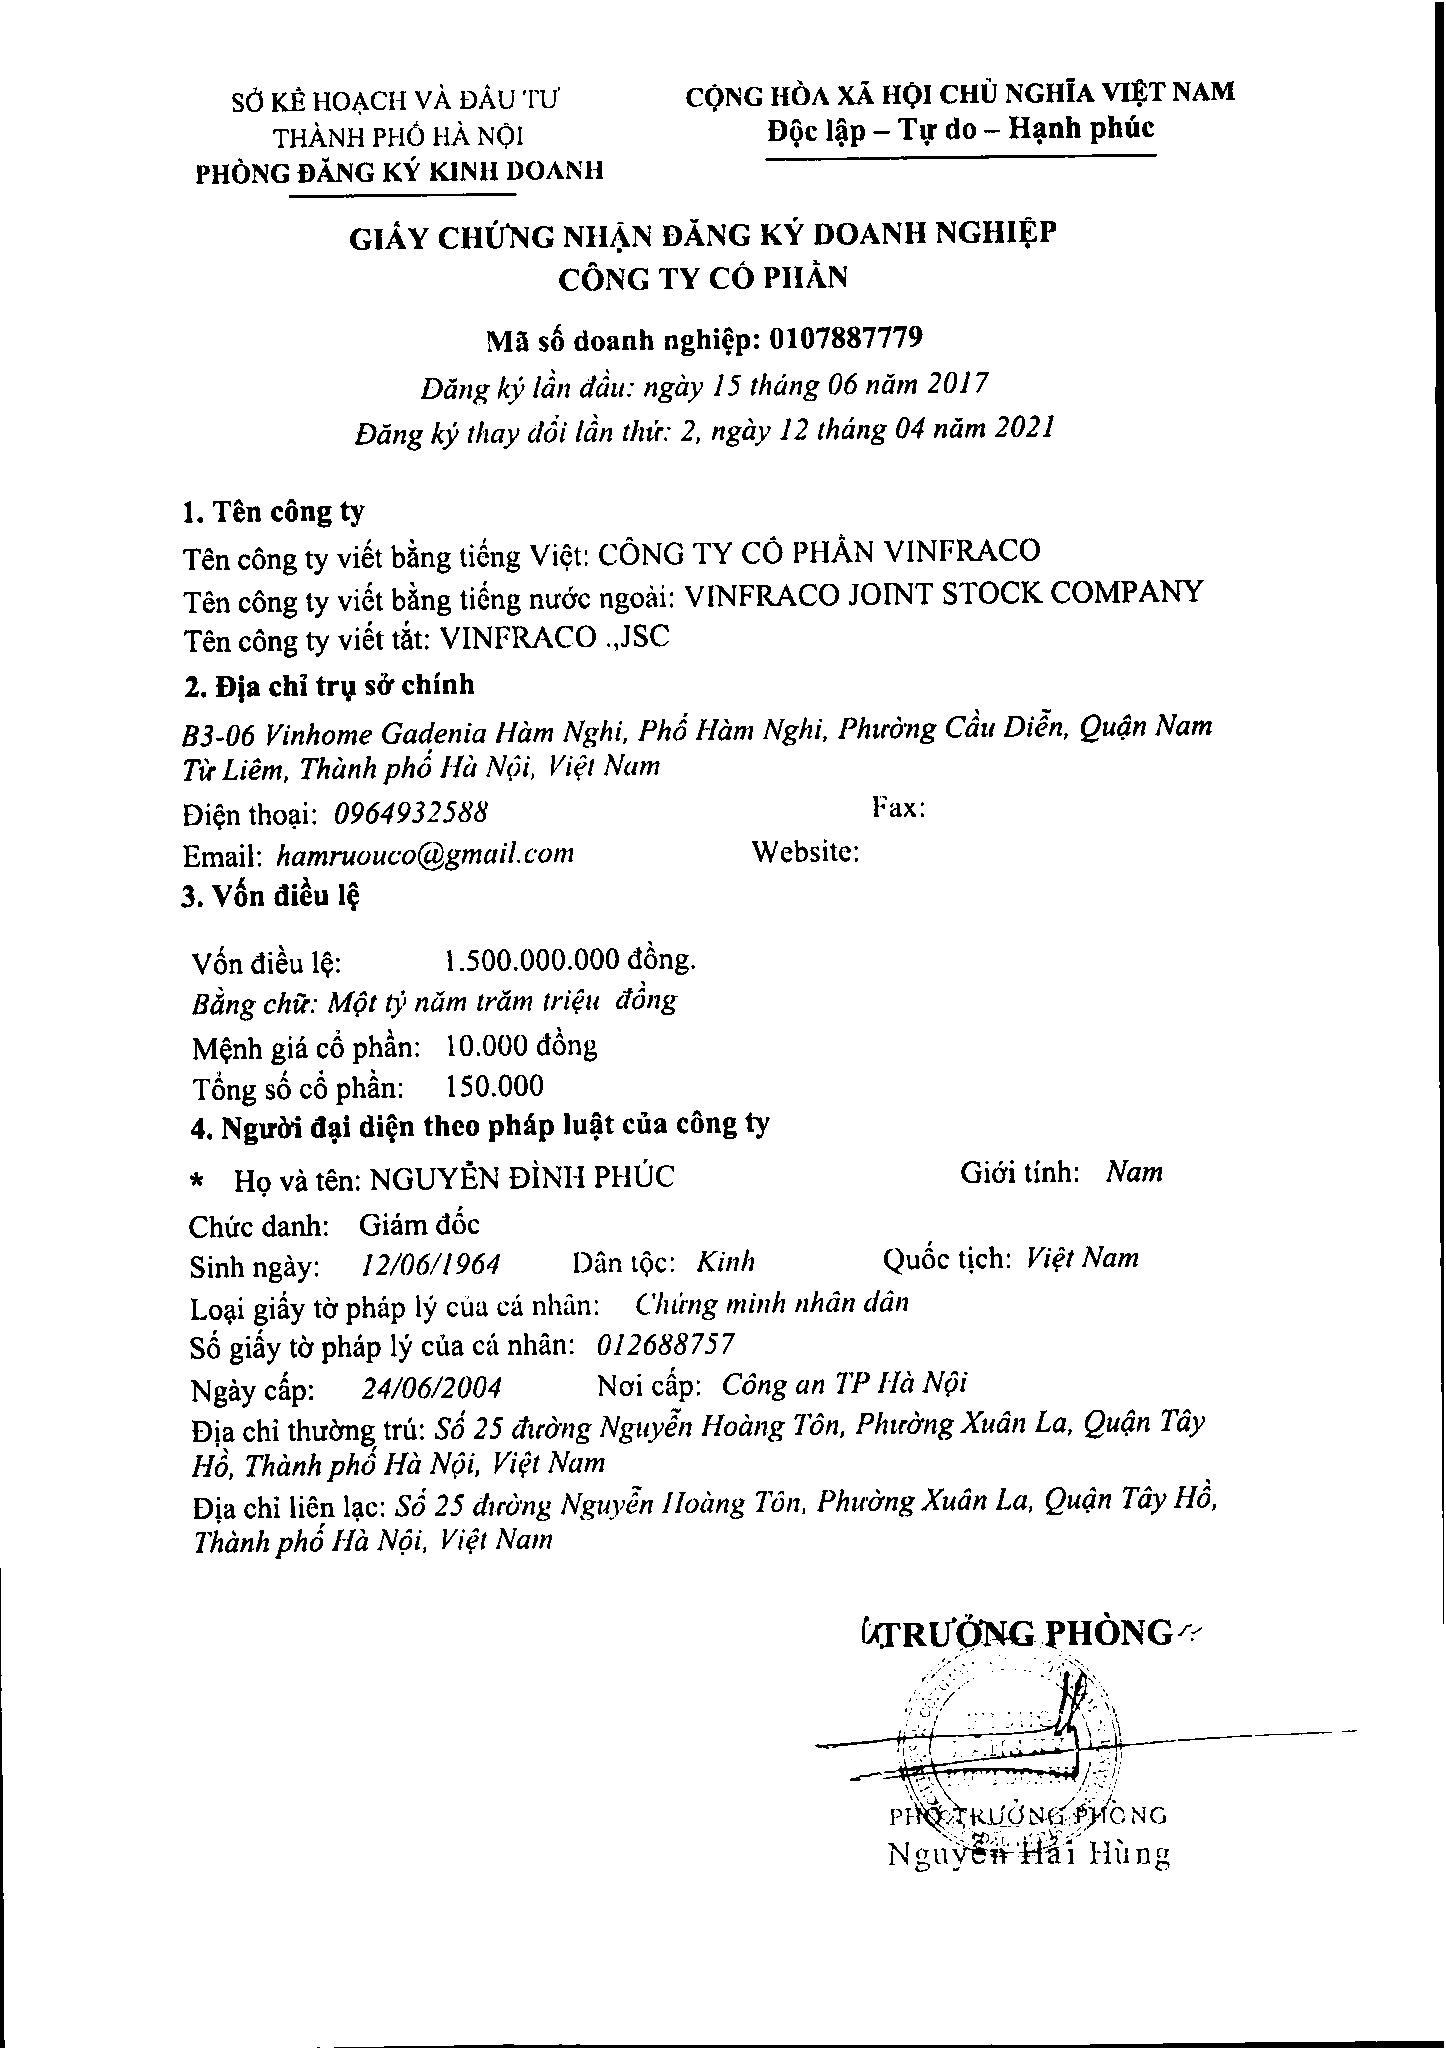 SỞ KẾ HOẠCH VÀ ĐẦU TƯ
THÀNH PHỐ HÀ NỘI
PHÒNG ĐĂNG KÝ KINH DOANH
CỘNG HÒA XÃ HỘI CHỦ NGHĨA VIỆT NAM
Độc lập – Tự do – Hạnh phúc
GIẤY CHỨNG NHẬN ĐĂNG KÝ DOANH NGHIỆP
CÔNG TY CỔ PHẦN
Mã số doanh nghiệp: 0107887779
Đăng ký lần đầu: ngày 15 tháng 06 năm 2017
Đăng ký thay đổi lần thứ: 2, ngày 12 tháng 04 năm 2021
1. Tên công ty
Tên công ty viết bằng tiếng Việt: CÔNG TY CỔ PHẦN VINFRACO
Tên công ty viết bằng tiếng nước ngoài: VINFRACO JOINT STOCK COMPANY
Tên công ty viết tắt: VINFRACO .,JSC
2. Địa chỉ trụ sở chính
B3-06 Vinhome Gadenia Hàm Nghi, Phố Hàm Nghi, Phường Cầu Diễn, Quận Nam
Từ Liêm, Thành phố Hà Nội, Việt Nam
Điện thoại: 0964932588 Fax:
Email: hamruouco@gmail.com Website:
3. Vốn điều lệ
Vốn điều lệ: 1.500.000.000 đồng.
Bằng chữ: Một tỷ năm trăm triệu đồng
Mệnh giá cổ phần: 10.000 đồng
Tổng số cổ phần: 150.000
4. Người đại diện theo pháp luật của công ty
* Họ và tên: NGUYỄN ĐÌNH PHÚC Giới tính: Nam
Chức danh: Giám đốc
Sinh ngày: 12/06/1964 Dân tộc: Kinh Quốc tịch: Việt Nam
Loại giấy tờ pháp lý của cá nhân: Chứng minh nhân dân
Số giấy tờ pháp lý của cá nhân: 012688757
Ngày cấp: 24/06/2004 Nơi cấp: Công an TP Hà Nội
Địa chỉ thường trú: Số 25 đường Nguyễn Hoàng Tôn, Phường Xuân La, Quận Tây
Hồ, Thành phố Hà Nội, Việt Nam
Địa chỉ liên lạc: Số 25 đường Nguyễn Hoàng Tôn, Phường Xuân La, Quận Tây Hồ,
Thành phố Hà Nội, Việt Nam
TRƯỞNG PHÒNG
PHÓ TRƯỞNG PHÒNG
Nguyễn Hải Hùng